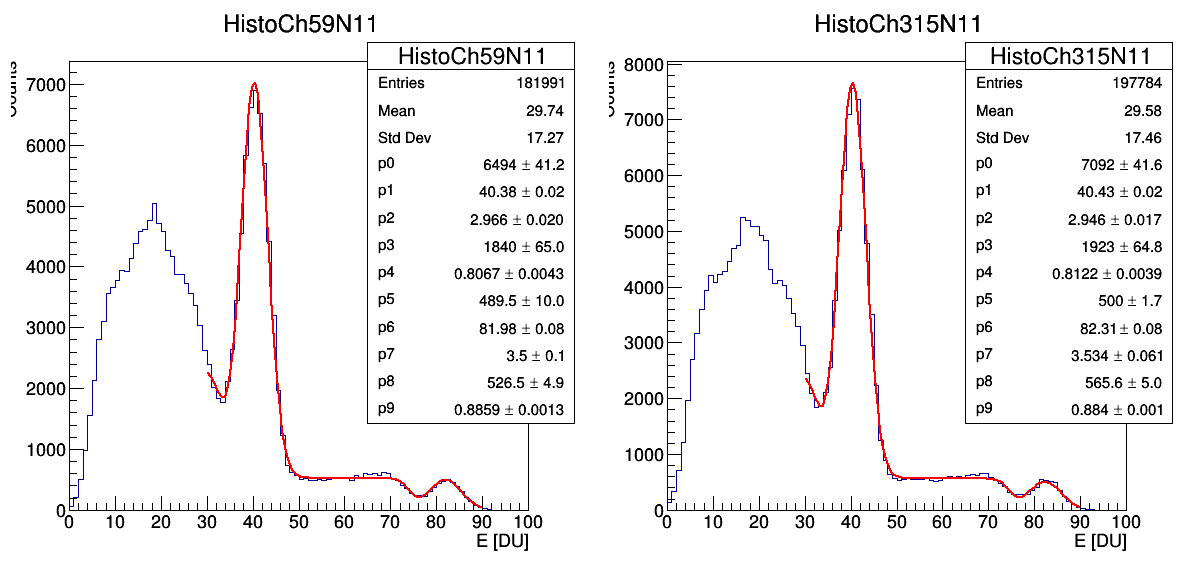 HistoCh59N11
HistoCh59N11
Entries 181991
Mean 29.74
Std Dev 17.27
p0 6494 ± 41.2
p1 40.38 ± 0.02
p2 2.966 ± 0.020
p3 1840 ± 65.0
p4 0.8067 ± 0.0043
p5 489.5 ± 10.0
p6 81.98 ± 0.08
p7 3.5 ± 0.1
p8 526.5 ± 4.9
p9 0.8859 ± 0.0013
Counts
7000
6000
5000
4000
3000
2000
1000
0
0 10 20 30 40 50 60 70 80 90 100
E [DU]
HistoCh315N11
HistoCh315N11
Entries 197784
Mean 29.58
Std Dev 17.46
p0 7092 ± 41.6
p1 40.43 ± 0.02
p2 2.946 ± 0.017
p3 1923 ± 64.8
p4 0.8122 ± 0.0039
p5 500 ± 1.7
p6 82.31 ± 0.08
p7 3.534 ± 0.061
p8 565.6 ± 5.0
p9 0.884 ± 0.001
Counts
8000
7000
6000
5000
4000
3000
2000
1000
0
0 10 20 30 40 50 60 70 80 90 100
E [DU]